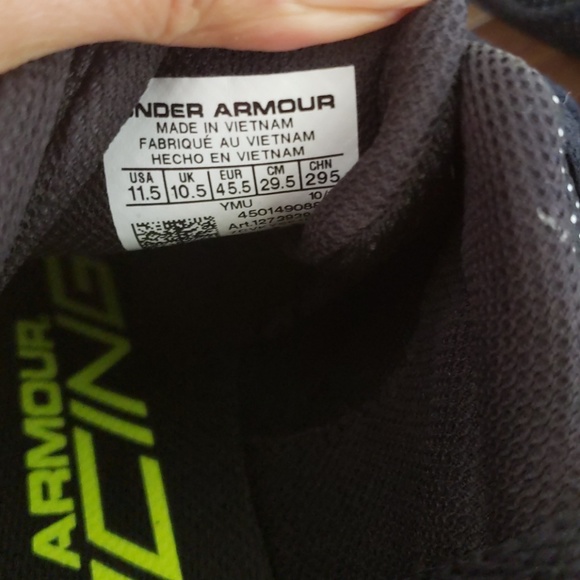 UNDER ARMOUR
MADE IN VIETNAM
FABRIQUÉ AU VIETNAM
HECHO EN VIETNAM
USA UK EUR CM CHN
11.5 10.5 45.5 29.5 295
YMU 10/
ARMOUR